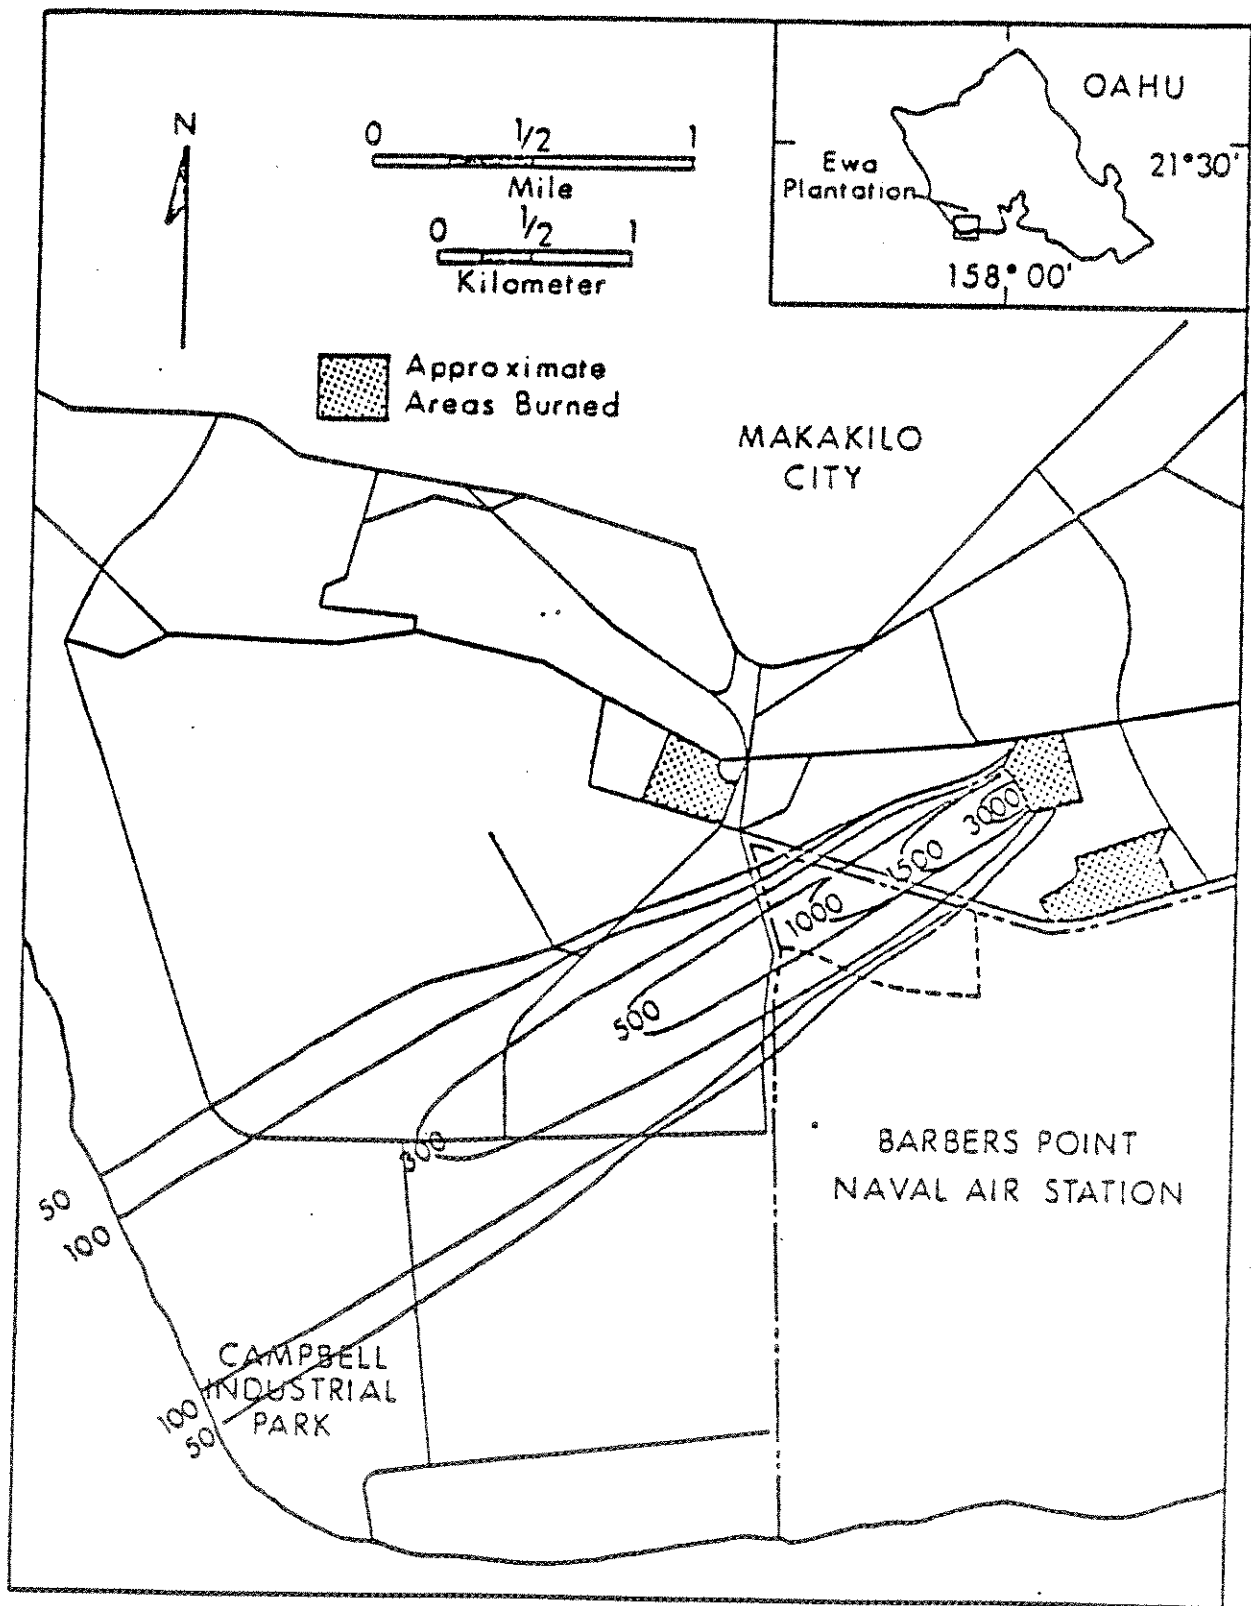 N
0 1/2 1
Mile
0 1/2 1
Kilometer
Approximate
Areas Burned
OAHU
21°30'
Ewa
Plantation
158° 00'
MAKAKILO
CITY
3000
1500
1000
500
300
50
100
BARBERS POINT
NAVAL AIR STATION
CAMPBELL
INDUSTRIAL
PARK
100
50